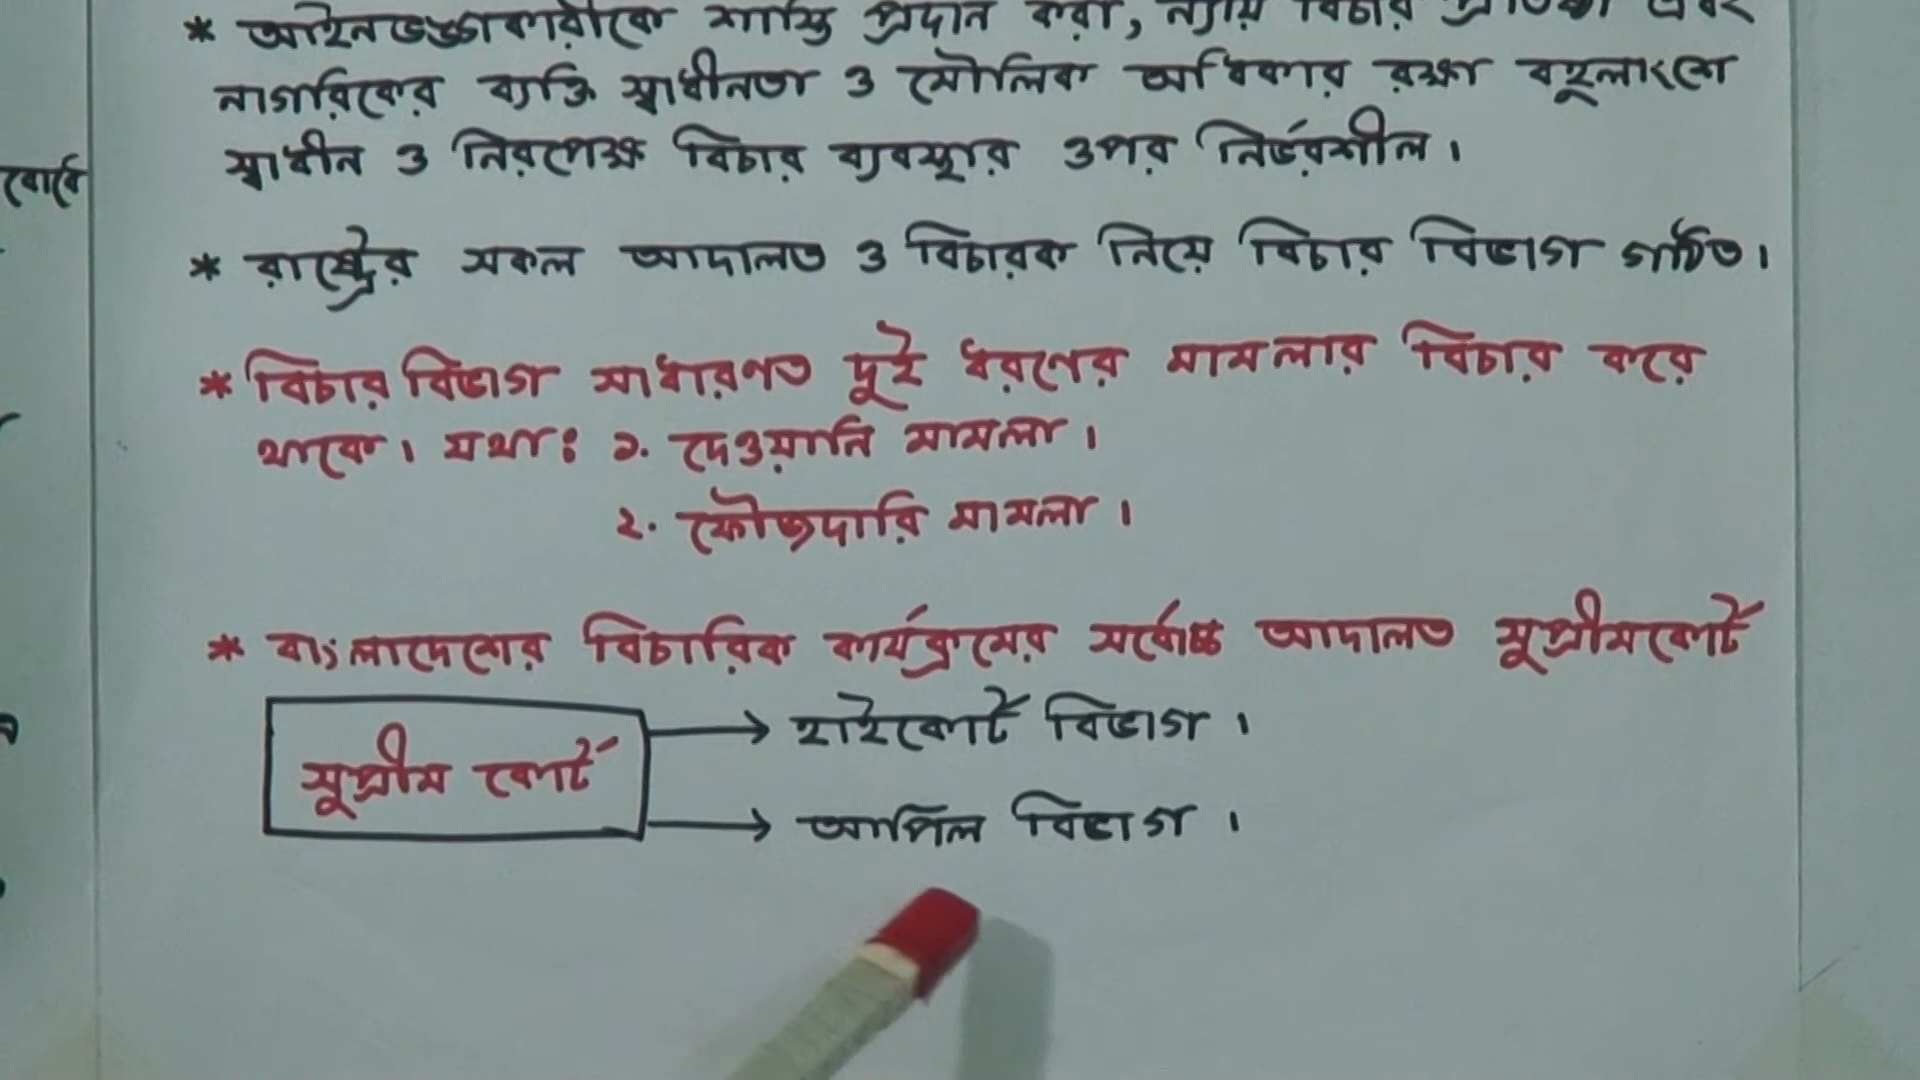 * আইনভঙ্গকারীকে শাস্তি প্রদান করা, ন্যায় বিচার প্রতিষ্ঠা এবং
নাগরিকের ব্যক্তি স্বাধীনতা ও মৌলিক অধিকার রক্ষা বহুলাংশে
স্বাধীন ও নিরপেক্ষ বিচার ব্যবস্থার ওপর নির্ভরশীল।
* রাষ্ট্রের সকল আদালত ও বিচারক নিয়ে বিচার বিভাগ গঠিত।
* বিচার বিভাগ সাধারণত দুই ধরণের মামলার বিচার করে
থাকে। যথাঃ ১. দেওয়ানি মামলা।
২. ফৌজদারি মামলা।
* বাংলাদেশের বিচারিক কার্যক্রমের সর্বোচ্চ আদালত সুপ্রীমকোর্ট
সুপ্রীম কোর্ট → হাইকোর্ট বিভাগ।
→ আপিল বিভাগ।